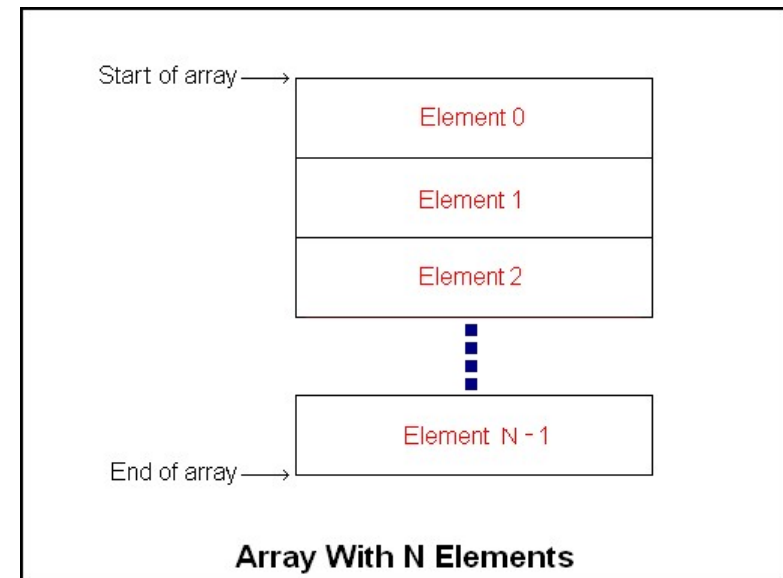 Start of array
Element 0
Element 1
Element 2
Element N - 1
End of array
Array With N Elements